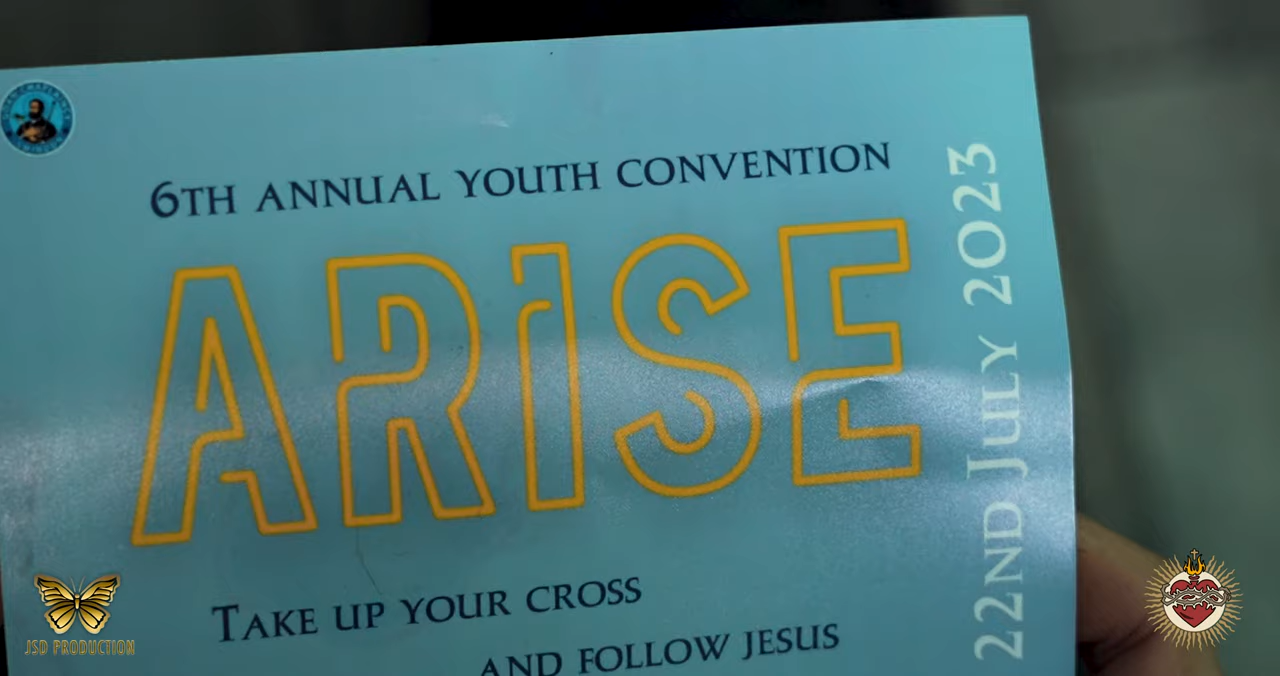 6TH ANNUAL YOUTH CONVENTION
ARISE
TAKE UP YOUR CROSS
AND FOLLOW JESUS
22ND JULY 2023
JSD PRODUCTION